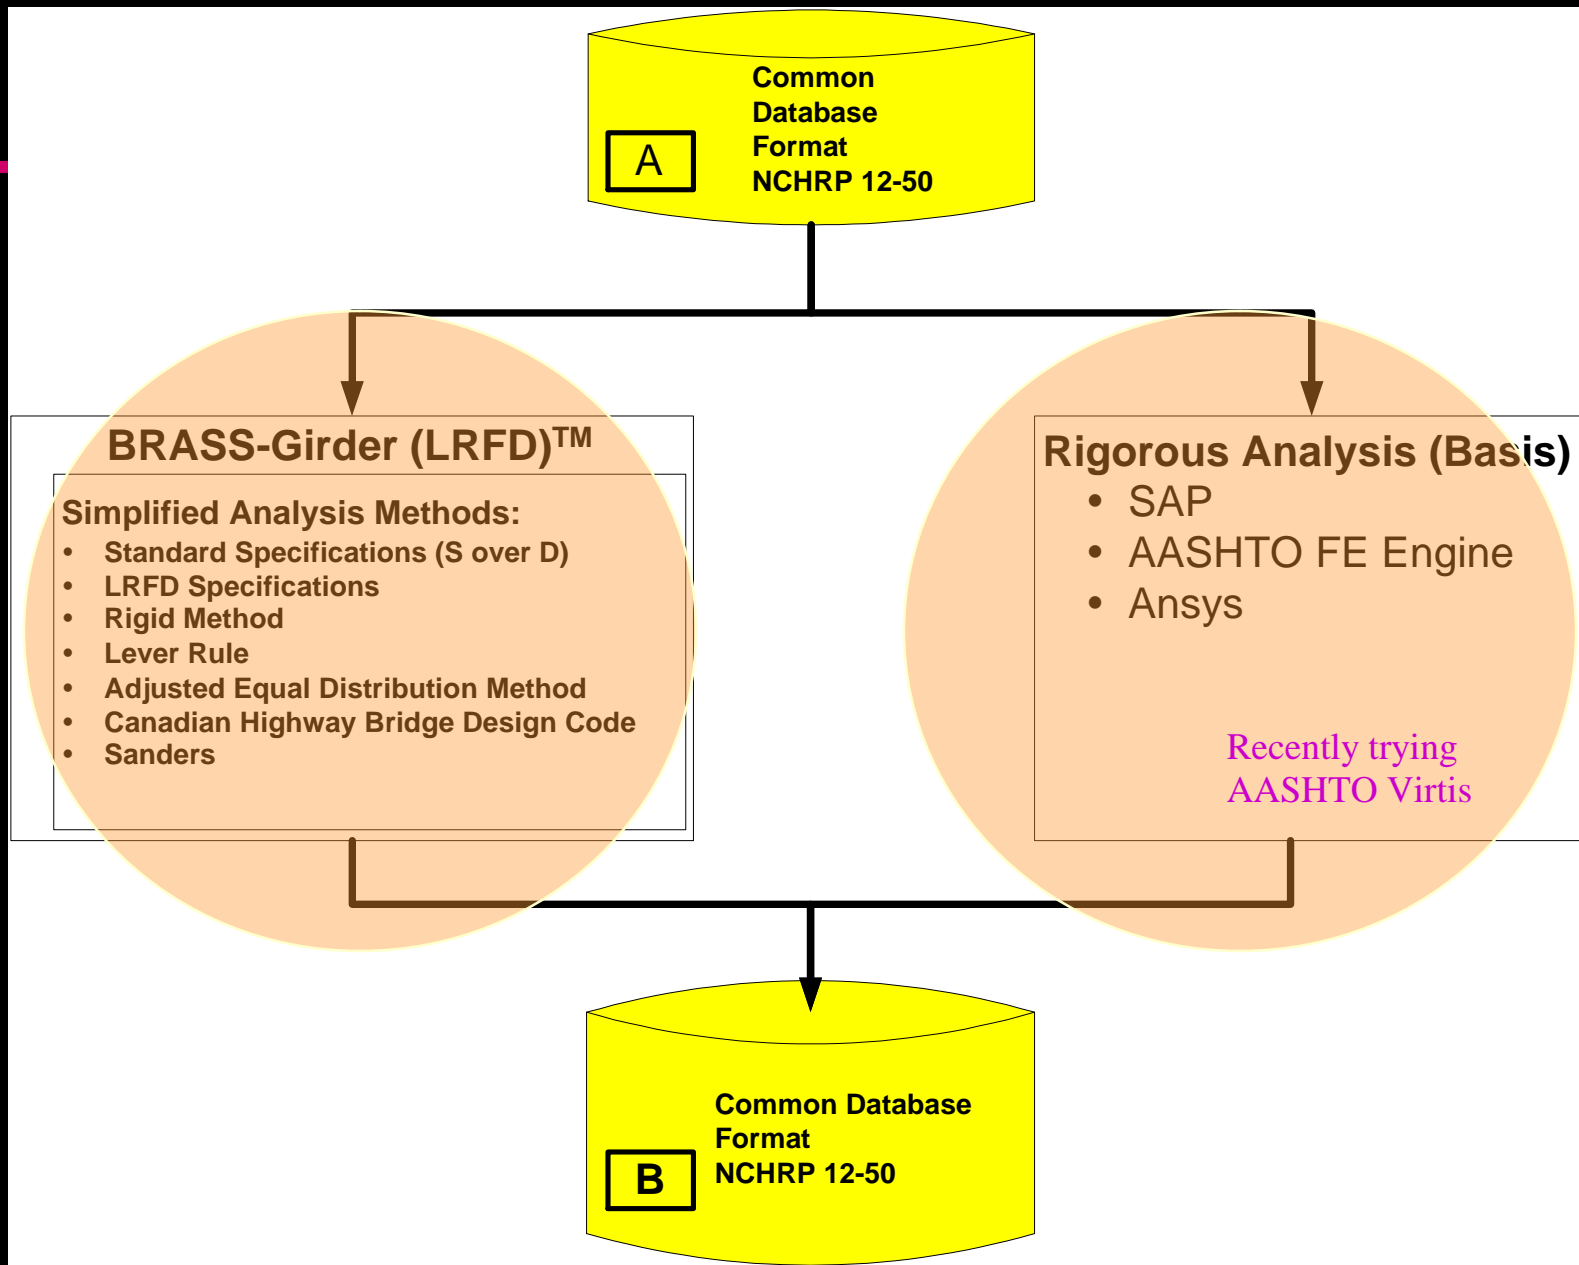 Common
Database
Format
NCHRP 12-50
A
BRASS-Girder (LRFD)TM
Simplified Analysis Methods:
• Standard Specifications (S over D)
• LRFD Specifications
• Rigid Method
• Lever Rule
• Adjusted Equal Distribution Method
• Canadian Highway Bridge Design Code
• Sanders
Rigorous Analysis (Basis)
• SAP
• AASHTO FE Engine
• Ansys
Recently trying
AASHTO Virtis
Common Database
Format
NCHRP 12-50
B